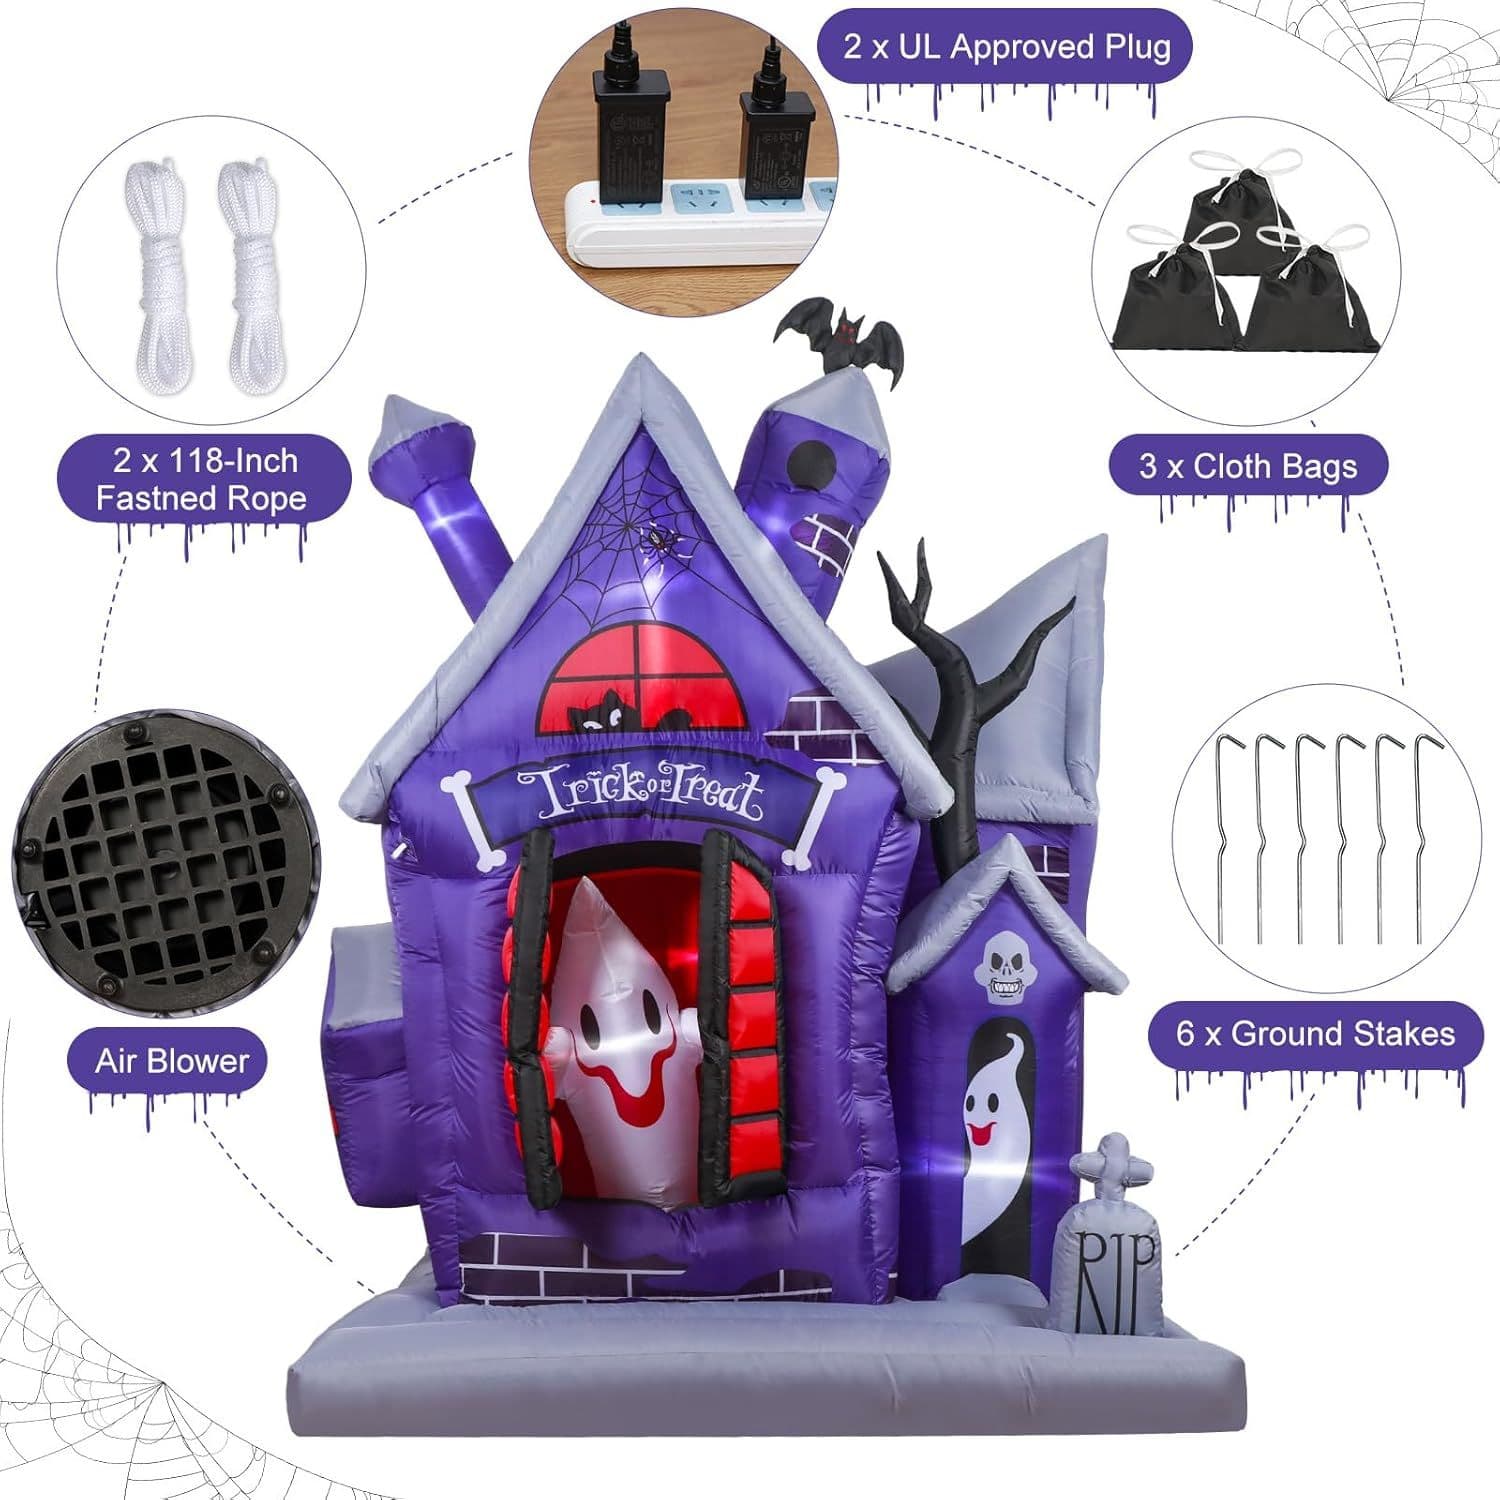 2 x UL Approved Plug
2 x 118-Inch
Fastned Rope
3 x Cloth Bags
Trick or Treat
Air Blower
6 x Ground Stakes
RIP